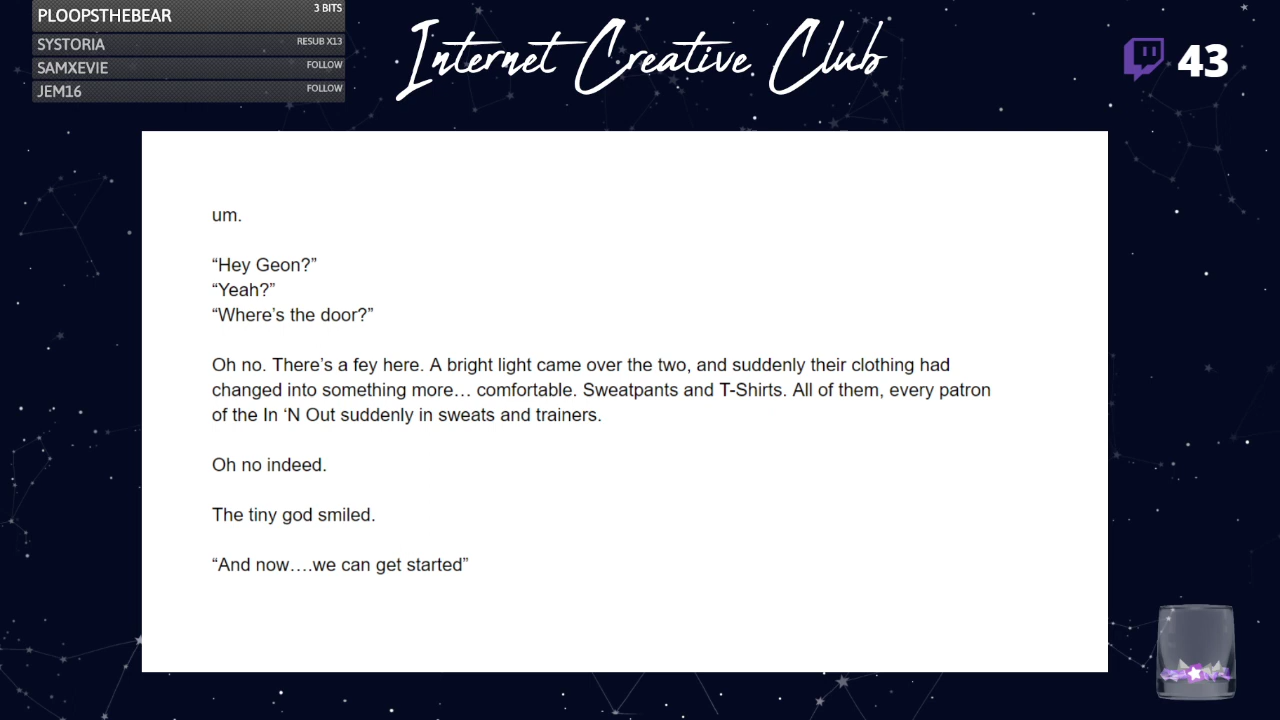 PLOOPSTHEBEAR 3 BITS
SYSTORIA RESUB X13
SAMXEVIE FOLLOW
JEM16 FOLLOW
Internet Creative Club
43
um.
“Hey Geon?”
“Yeah?”
“Where’s the door?”
Oh no. There’s a fey here. A bright light came over the two, and suddenly their clothing had
changed into something more… comfortable. Sweatpants and T-Shirts. All of them, every patron
of the In ‘N Out suddenly in sweats and trainers.
Oh no indeed.
The tiny god smiled.
“And now….we can get started”